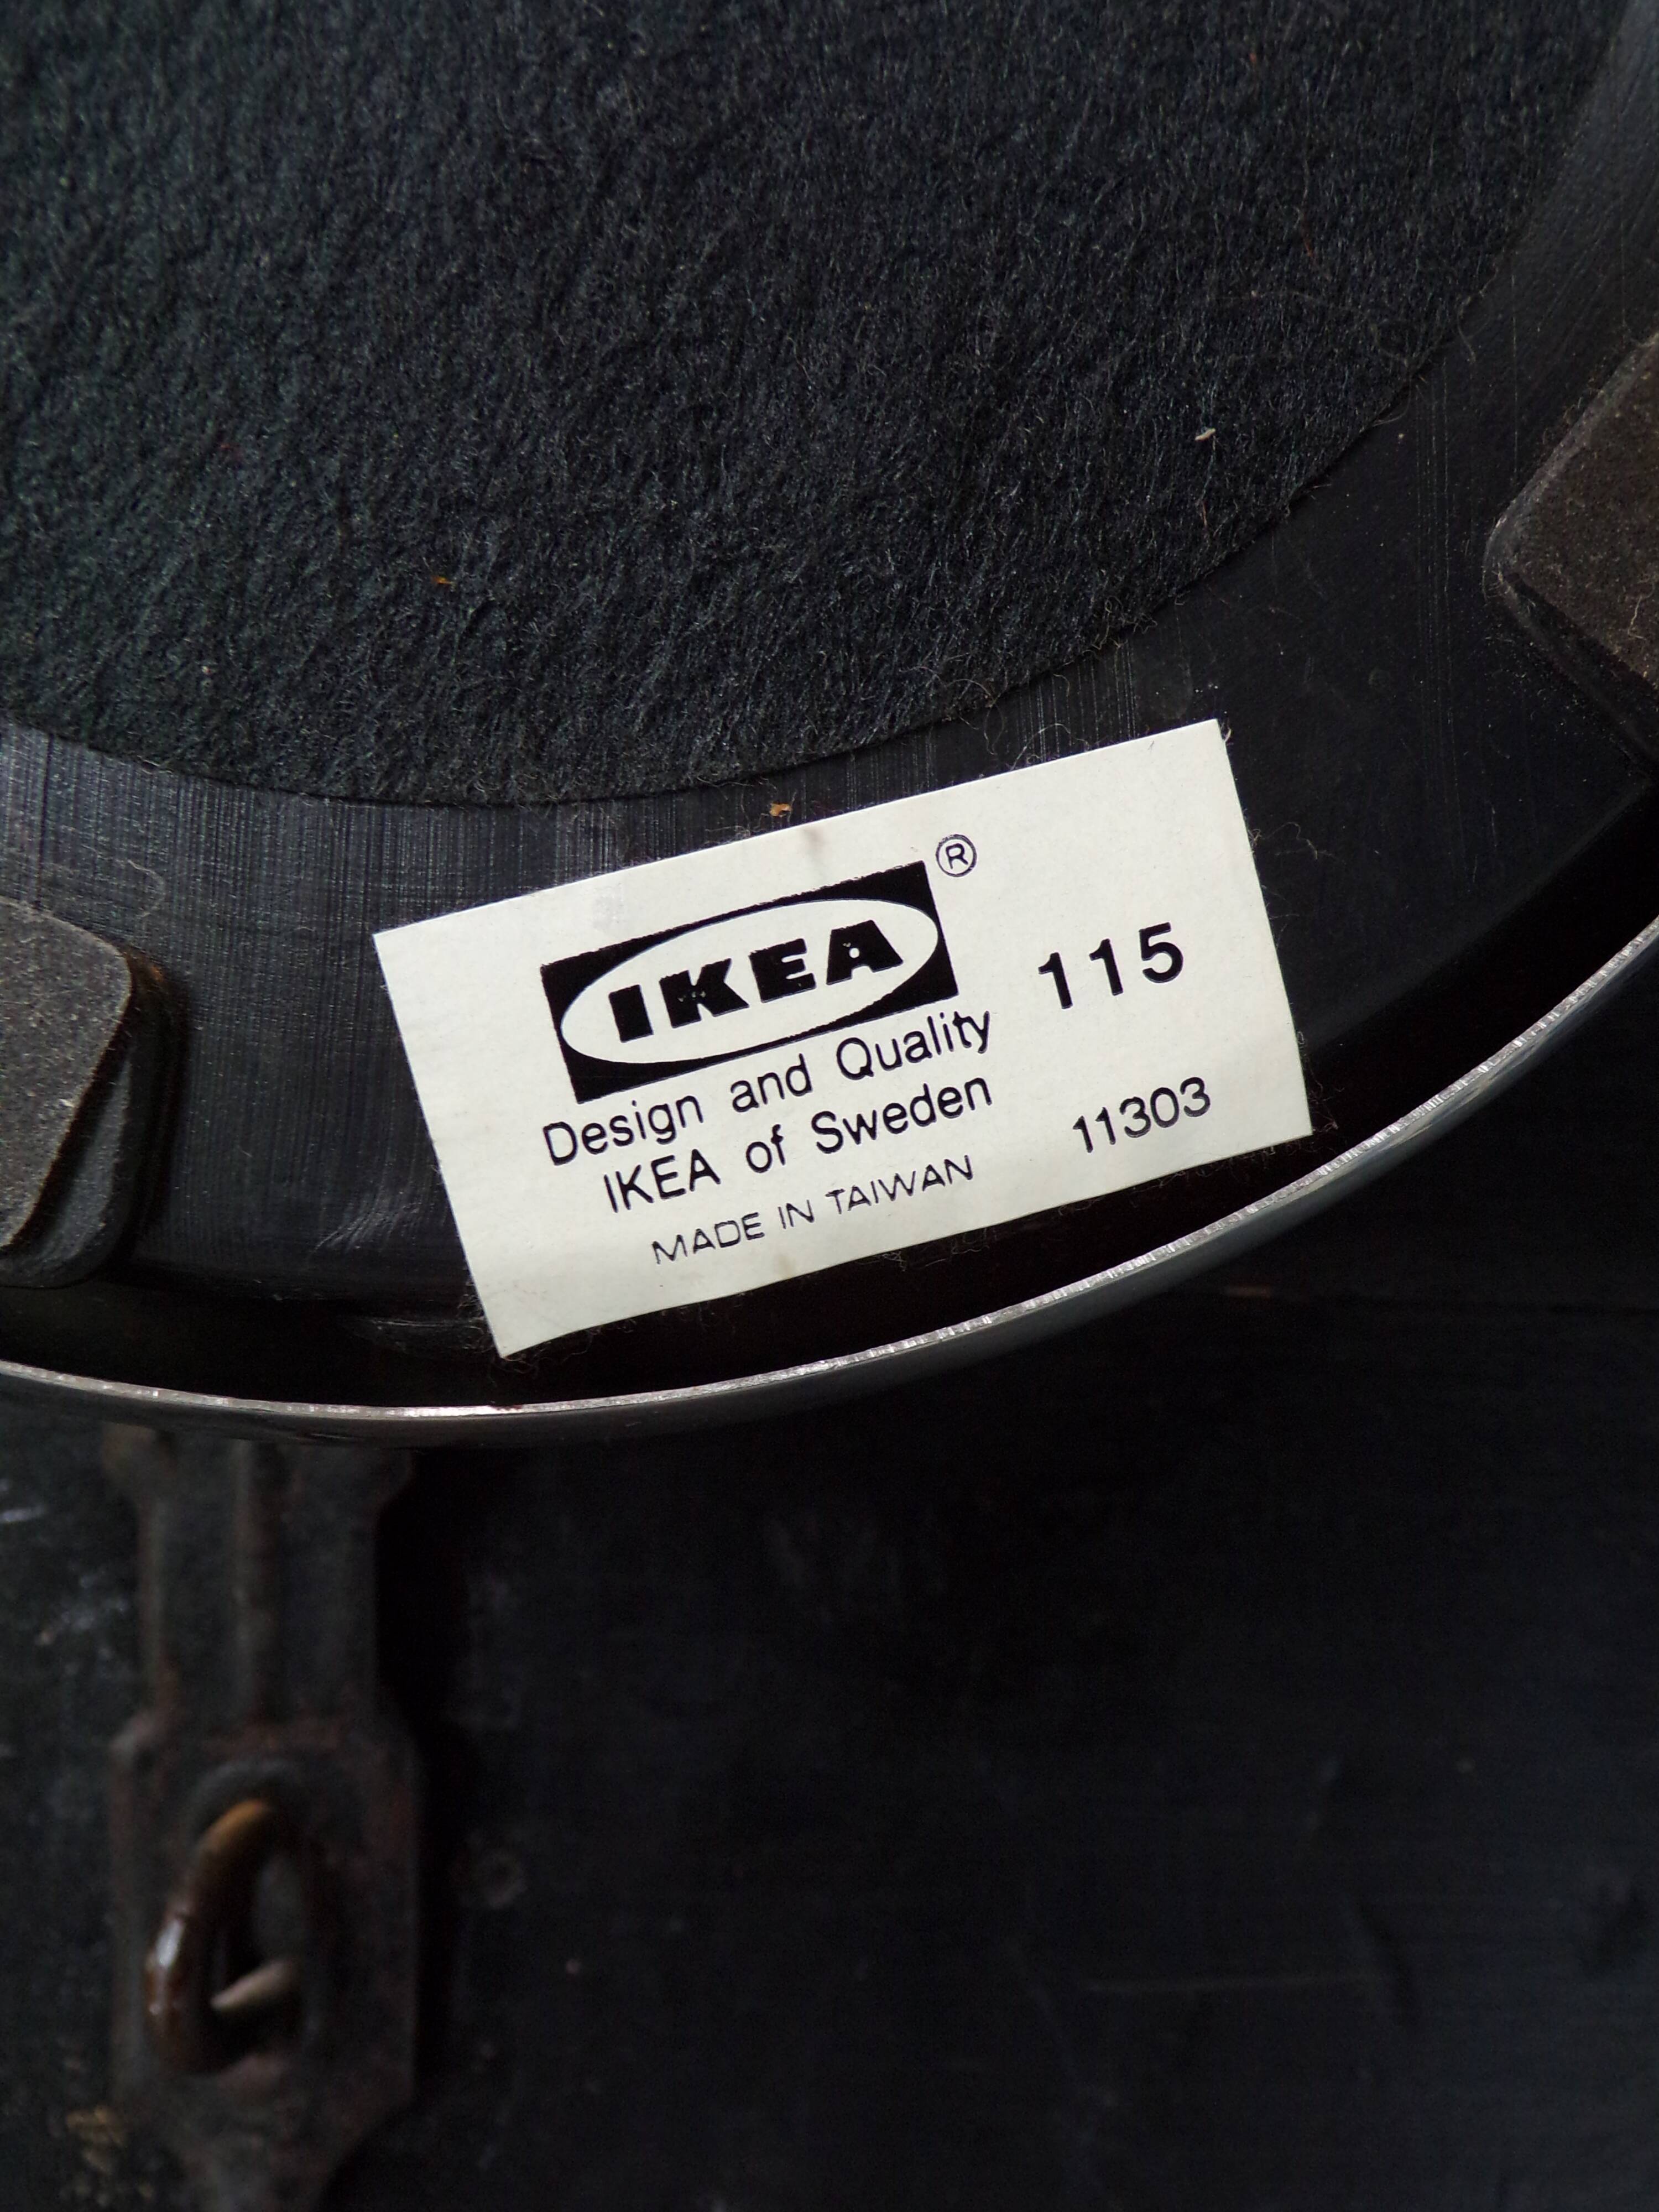 IKEA ®
115
Design and Quality
IKEA of Sweden
MADE IN TAIWAN
11303